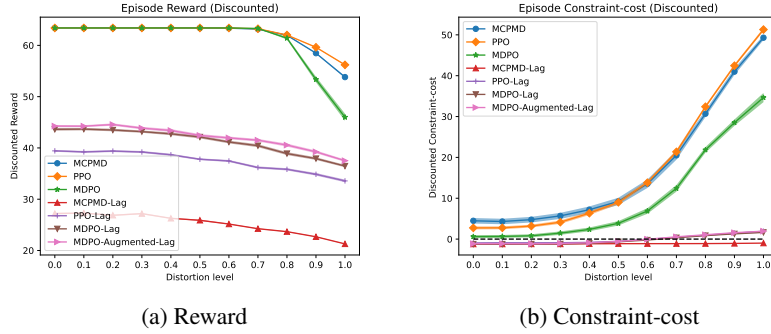 Episode Reward (Discounted)
Discounted Reward
60
50
40
30
20
MCPMD
PPO
MDPO
MCPMD-Lag
PPO-Lag
MDPO-Lag
MDPO-Augmented-Lag
0.0 0.1 0.2 0.3 0.4 0.5 0.6 0.7 0.8 0.9 1.0
Distortion level
(a) Reward
Episode Constraint-cost (Discounted)
Discounted Constraint-cost
50
40
30
20
10
0
MCPMD
PPO
MDPO
MCPMD-Lag
PPO-Lag
MDPO-Lag
MDPO-Augmented-Lag
0.0 0.1 0.2 0.3 0.4 0.5 0.6 0.7 0.8 0.9 1.0
Distortion level
(b) Constraint-cost